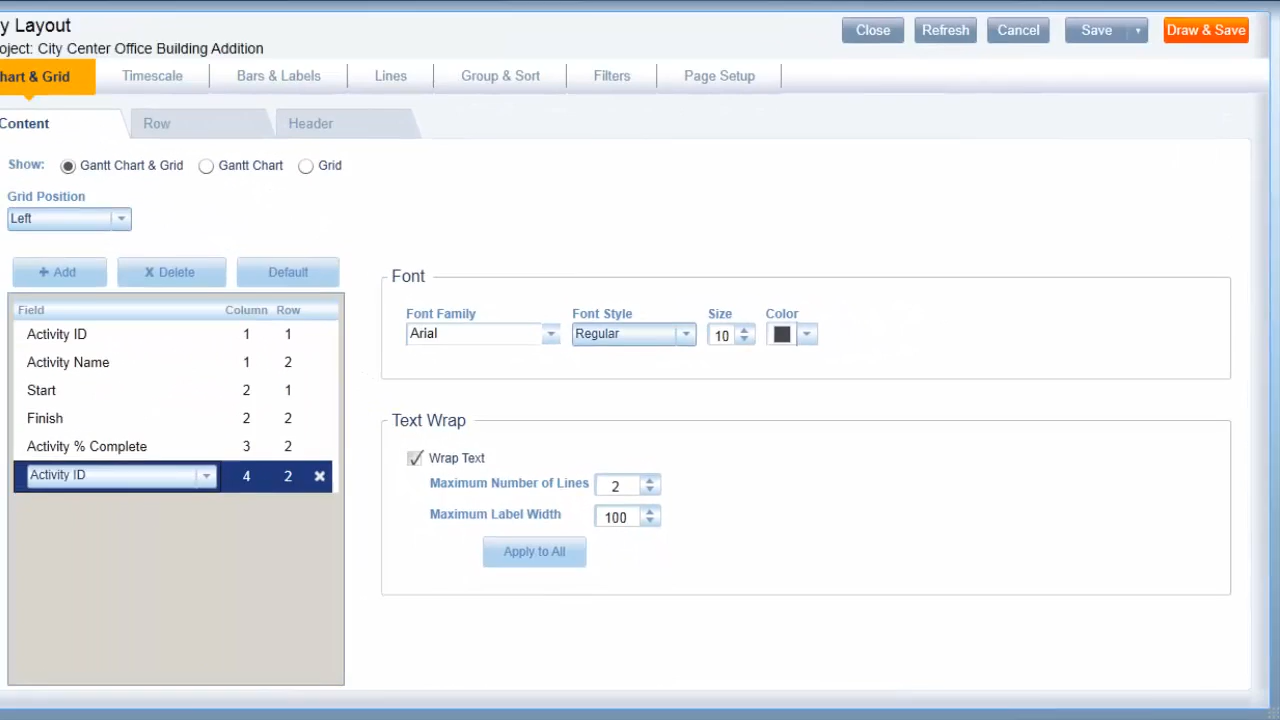 y Layout
oject: City Center Office Building Addition
Close Refresh Cancel Save Draw & Save
hart & Grid Timescale Bars & Labels Lines Group & Sort Filters Page Setup
Content Row Header
Show: Gantt Chart & Grid Gantt Chart Grid
Grid Position
Left
+ Add X Delete Default
Field Column Row
Activity ID 1 1
Activity Name 1 2
Start 2 1
Finish 2 2
Activity % Complete 3 2
Activity ID 4 2
Font
Font Family Font Style Size Color
Arial Regular 10
Text Wrap
Wrap Text
Maximum Number of Lines 2
Maximum Label Width 100
Apply to All